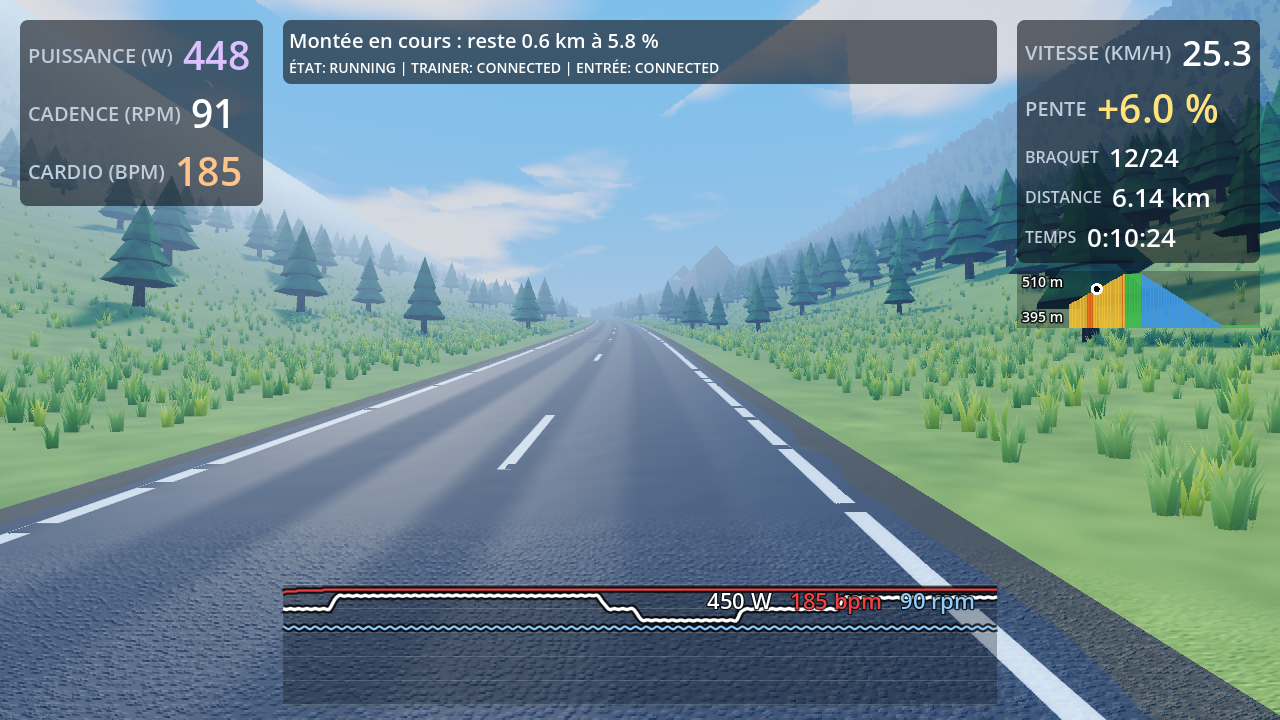 PUISSANCE (W) 448
CADENCE (RPM) 91
CARDIO (BPM) 185
Montée en cours : reste 0.6 km à 5.8 %
ÉTAT: RUNNING | TRAINER: CONNECTED | ENTRÉE: CONNECTED
VITESSE (KM/H) 25.3
PENTE +6.0 %
BRAQUET 12/24
DISTANCE 6.14 km
TEMPS 0:10:24
510 m
395 m
450 W 185 bpm 90 rpm